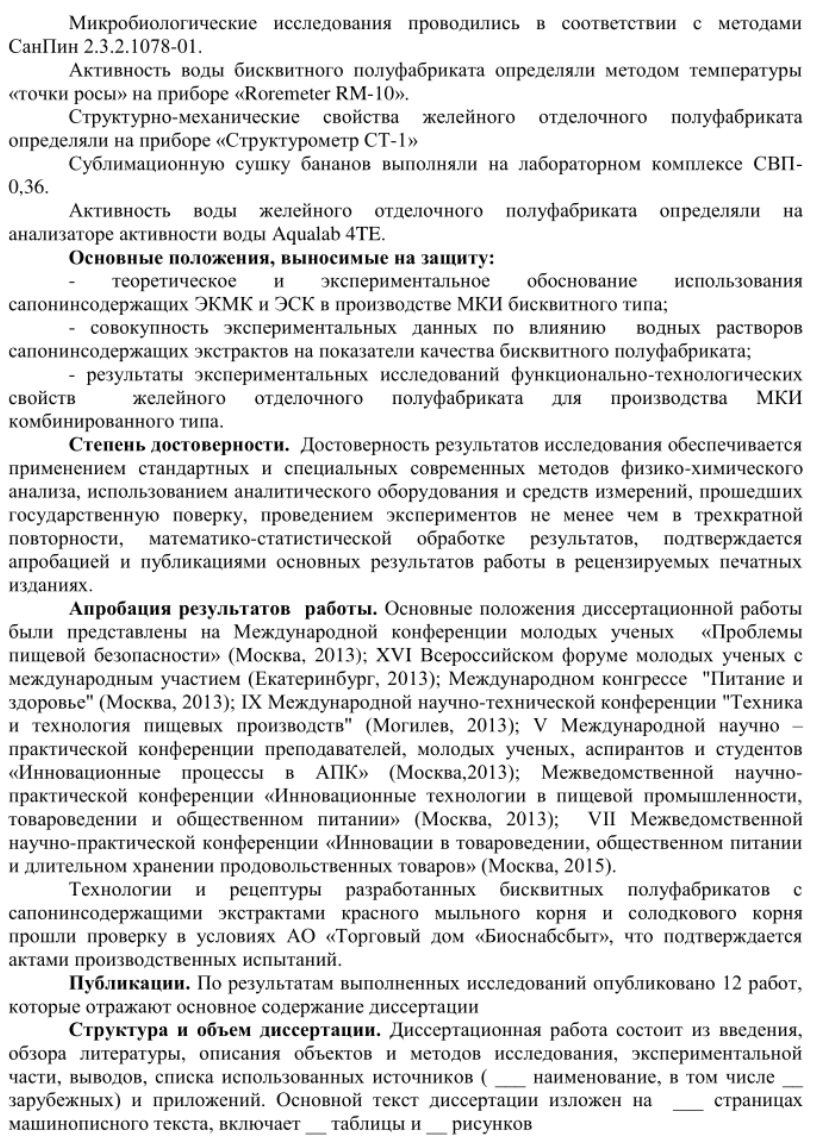 Микробиологические исследования проводились в соответствии с методами
СанПин 2.3.2.1078-01.
Активность воды бисквитного полуфабриката определяли методом температуры
«точки росы» на приборе «Roremeter RM-10».
Структурно-механические свойства желейного отделочного полуфабриката
определяли на приборе «Структурометр СТ-1»
Сублимационную сушку бананов выполняли на лабораторном комплексе СВП-
0,36.
Активность воды желейного отделочного полуфабриката определяли на
анализаторе активности воды Aqualab 4TE.
Основные положения, выносимые на защиту:
- теоретическое и экспериментальное обоснование использования
сапонинсодержащих ЭКМК и ЭСК в производстве МКИ бисквитного типа;
- совокупность экспериментальных данных по влиянию водных растворов
сапонинсодержащих экстрактов на показатели качества бисквитного полуфабриката;
- результаты экспериментальных исследований функционально-технологических
свойств желейного отделочного полуфабриката для производства МКИ
комбинированного типа.
Степень достоверности. Достоверность результатов исследования обеспечивается
применением стандартных и специальных современных методов физико-химического
анализа, использованием аналитического оборудования и средств измерений, прошедших
государственную поверку, проведением экспериментов не менее чем в трехкратной
повторности, математико-статистической обработке результатов, подтверждается
апробацией и публикациями основных результатов работы в рецензируемых печатных
изданиях.
Апробация результатов работы. Основные положения диссертационной работы
были представлены на Международной конференции молодых ученых «Проблемы
пищевой безопасности» (Москва, 2013); XVI Всероссийском форуме молодых ученых с
международным участием (Екатеринбург, 2013); Международном конгрессе "Питание и
здоровье" (Москва, 2013); IX Международной научно-технической конференции "Техника
и технология пищевых производств" (Могилев, 2013); V Международной научно –
практической конференции преподавателей, молодых ученых, аспирантов и студентов
«Инновационные процессы в АПК» (Москва,2013); Межведомственной научно-
практической конференции «Инновационные технологии в пищевой промышленности,
товароведении и общественном питании» (Москва, 2013); VII Межведомственной
научно-практической конференции «Инновации в товароведении, общественном питании
и длительном хранении продовольственных товаров» (Москва, 2015).
Технологии и рецептуры разработанных бисквитных полуфабрикатов с
сапонинсодержащими экстрактами красного мыльного корня и солодкового корня
прошли проверку в условиях АО «Торговый дом «Биоснабсбыт», что подтверждается
актами производственных испытаний.
Публикации. По результатам выполненных исследований опубликовано 12 работ,
которые отражают основное содержание диссертации
Структура и объем диссертации. Диссертационная работа состоит из введения,
обзора литературы, описания объектов и методов исследования, экспериментальной
части, выводов, списка использованных источников ( ___ наименование, в том числе __
зарубежных) и приложений. Основной текст диссертации изложен на ___ страницах
машинописного текста, включает __ таблицы и __ рисунков